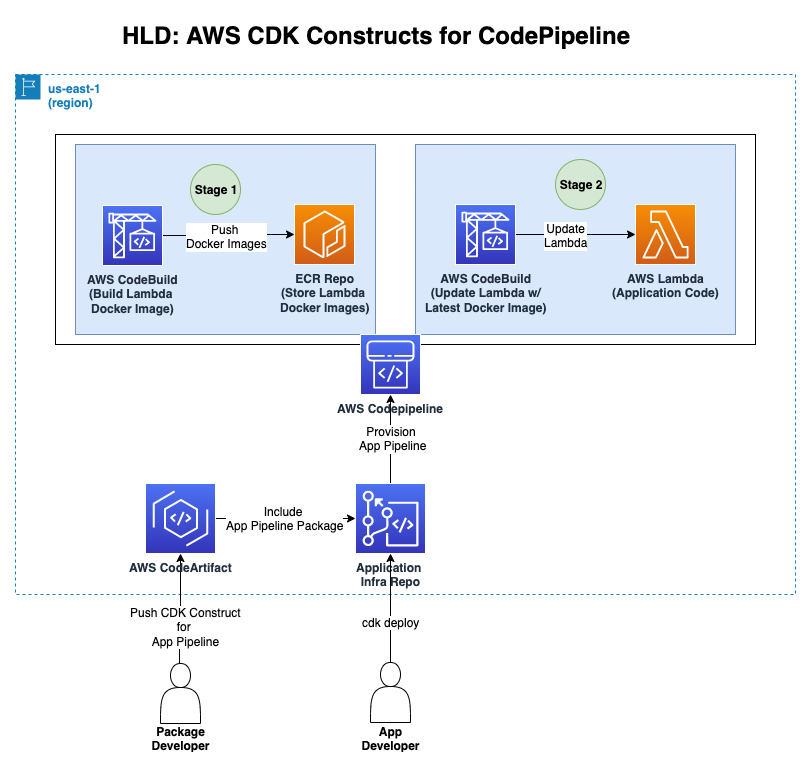 HLD: AWS CDK Constructs for CodePipeline
us-east-1
(region)
Stage 1
Push
Docker Images
AWS CodeBuild
(Build Lambda
Docker Image)
ECR Repo
(Store Lambda
Docker Images)
Stage 2
Update
Lambda
AWS CodeBuild
(Update Lambda w/
Latest Docker Image)
AWS Lambda
(Application Code)
AWS Codepipeline
Provision
App Pipeline
Include
App Pipeline Package
AWS CodeArtifact
Application
Infra Repo
Push CDK Construct
for
App Pipeline
cdk deploy
Package
Developer
App
Developer